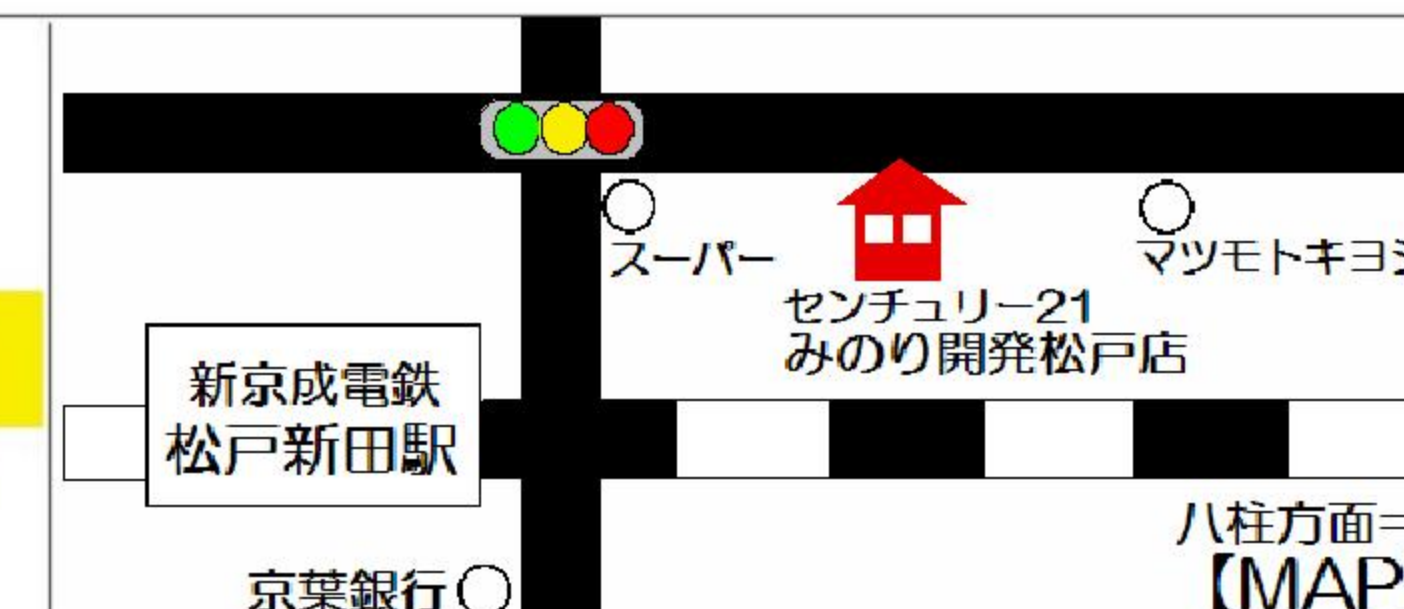 スーパー
マツモトキヨシ
センチュリー21
みのり開発松戸店
新京成電鉄
松戸新田駅
八柱方面=
京葉銀行
【MAP